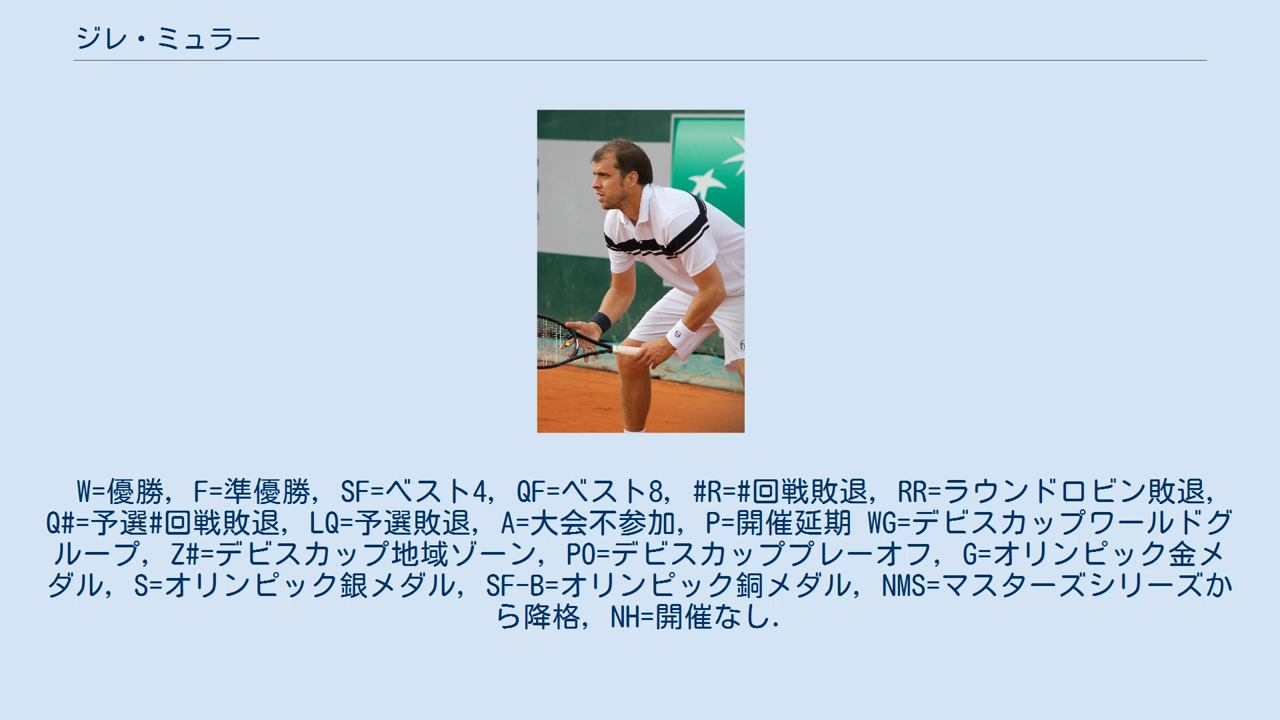 ジレ・ミュラー
W=優勝, F=準優勝, SF=ベスト4, QF=ベスト8, #R=#回戦敗退, RR=ラウンドロビン敗退,
Q#=予選#回戦敗退, LQ=予選敗退, A=大会不参加, P=開催延期 WG=デビスカップワールドグ
ループ, Z#=デビスカップ地域ゾーン, PO=デビスカッププレーオフ, G=オリンピック金メ
ダル, S=オリンピック銀メダル, SF-B=オリンピック銅メダル, NMS=マスターズシリーズか
ら降格, NH=開催なし.